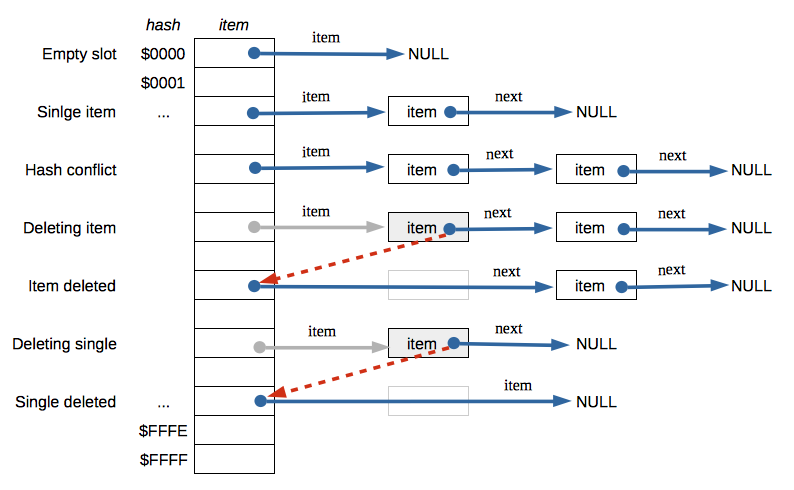 hash item
item
Empty slot $0000 NULL
$0001
item next
Sinlge item ... item NULL
item next next
Hash conflict item item NULL
item next next
Deleting item item item NULL
next next
Item deleted item NULL
item next
Deleting single item NULL
item
Single deleted ... NULL
$FFFE
$FFFF